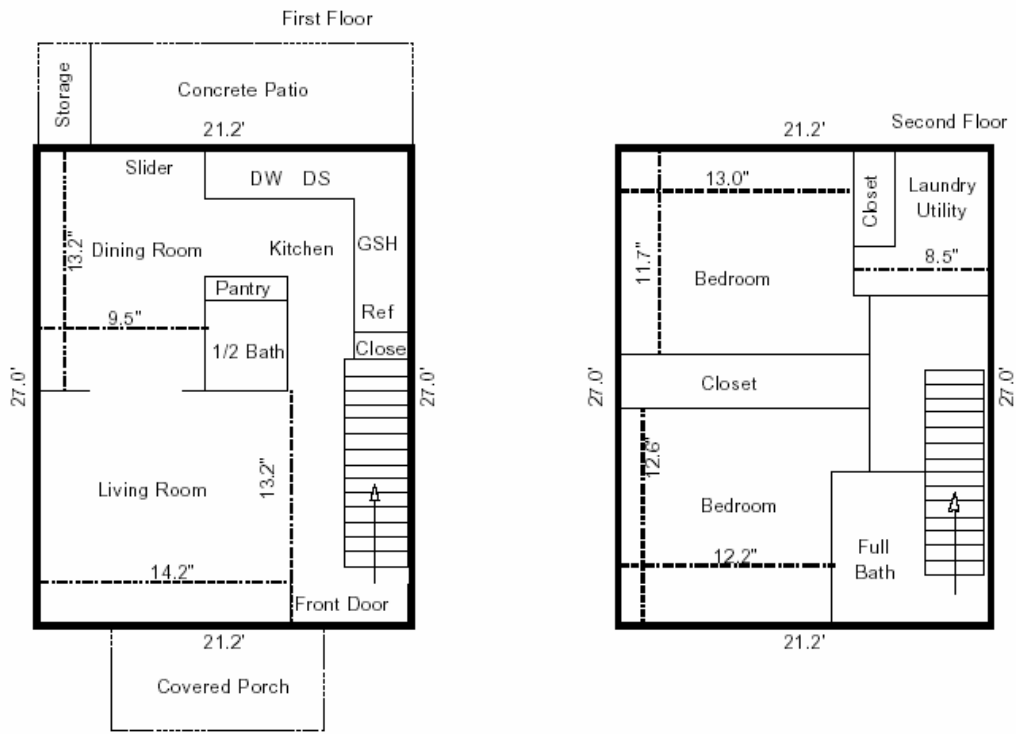 First Floor
Storage
Concrete Patio
21.2'
Slider
DW DS
13.2"
Dining Room
Kitchen
GSH
Pantry
Ref
9.5"
1/2 Bath
Close
27.0'
27.0'
Living Room
13.2"
14.2"
Front Door
21.2'
Covered Porch
Second Floor
21.2'
13.0"
Closet
Laundry
Utility
11.7"
Bedroom
8.5"
27.0'
Closet
27.0'
12.6"
Bedroom
12.2"
Full
Bath
21.2'